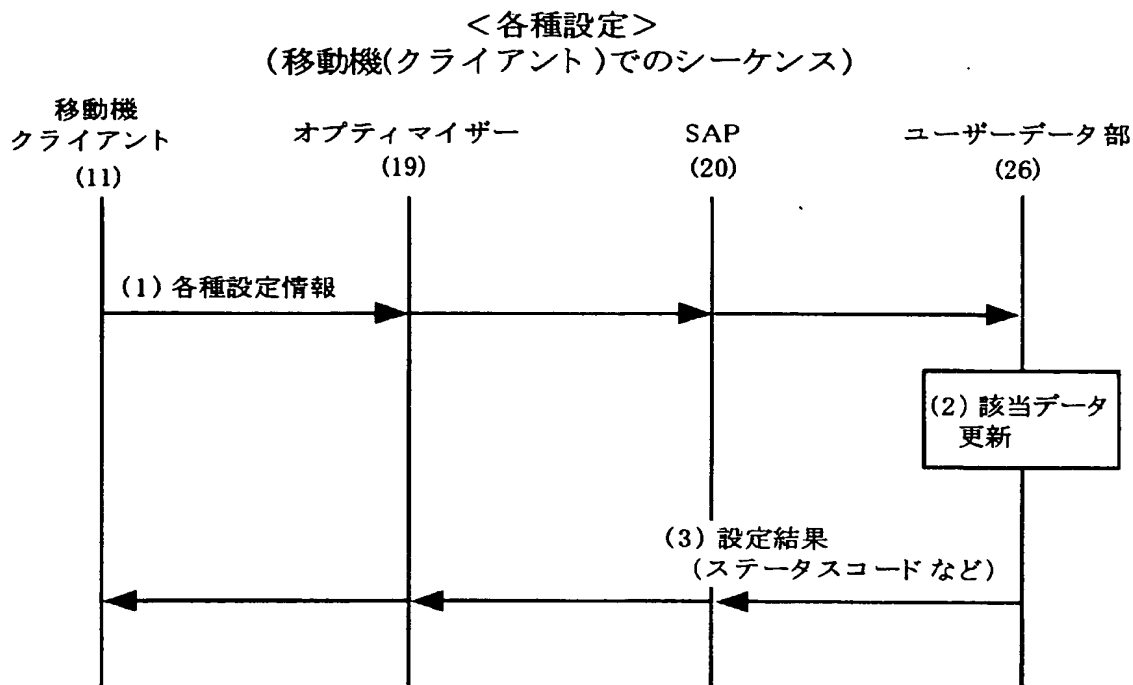 ＜各種設定＞
(移動機(クライアント)でのシーケンス)
移動機
クライアント
(11)
オプティマイザー
(19)
SAP
(20)
ユーザーデータ部
(26)
(1) 各種設定情報
(2) 該当データ
更新
(3) 設定結果
(ステータスコードなど)